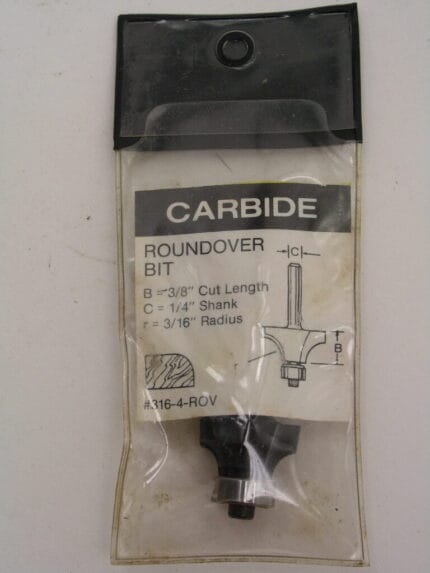 CARBIDE
ROUNDOVER
BIT
B = 3/8" Cut Length
C = 1/4" Shank
r = 3/16" Radius
C
B
r
#316-4-ROV